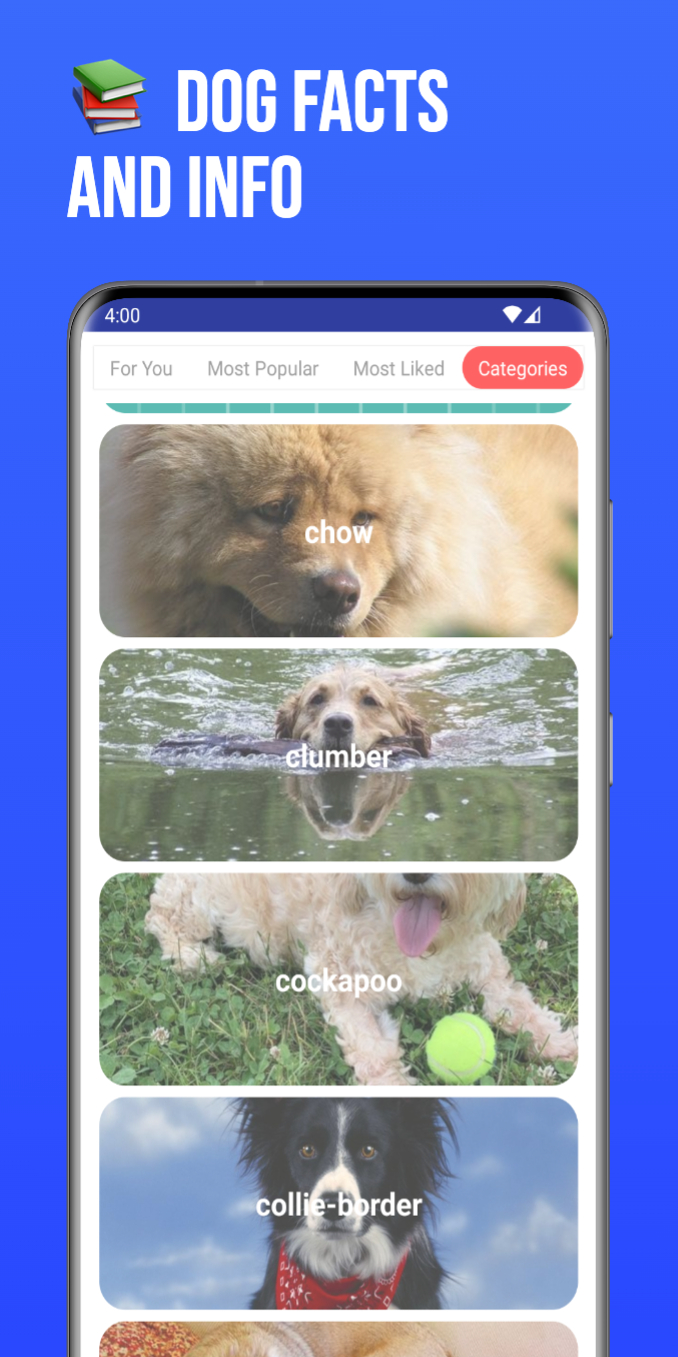 📚 DOG FACTS
AND INFO
4:00
For You Most Popular Most Liked Categories
chow
clumber
cockapoo
collie-border